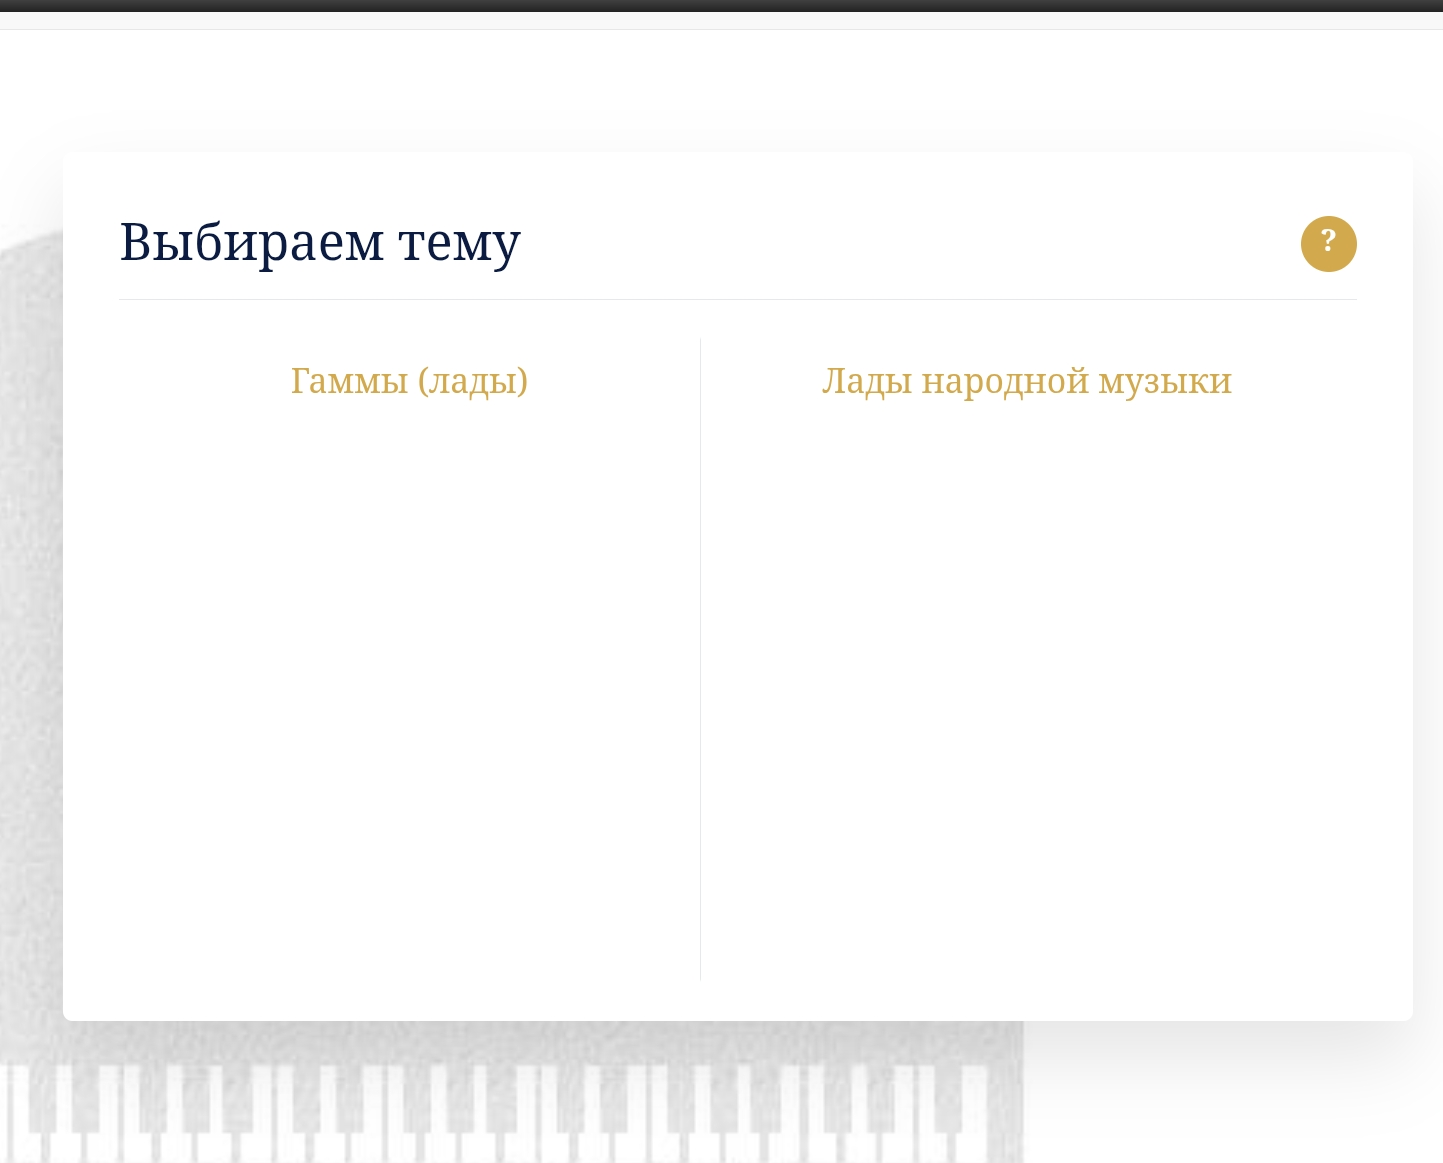 Выбираем тему
?
Гаммы (лады)
Лады народной музыки